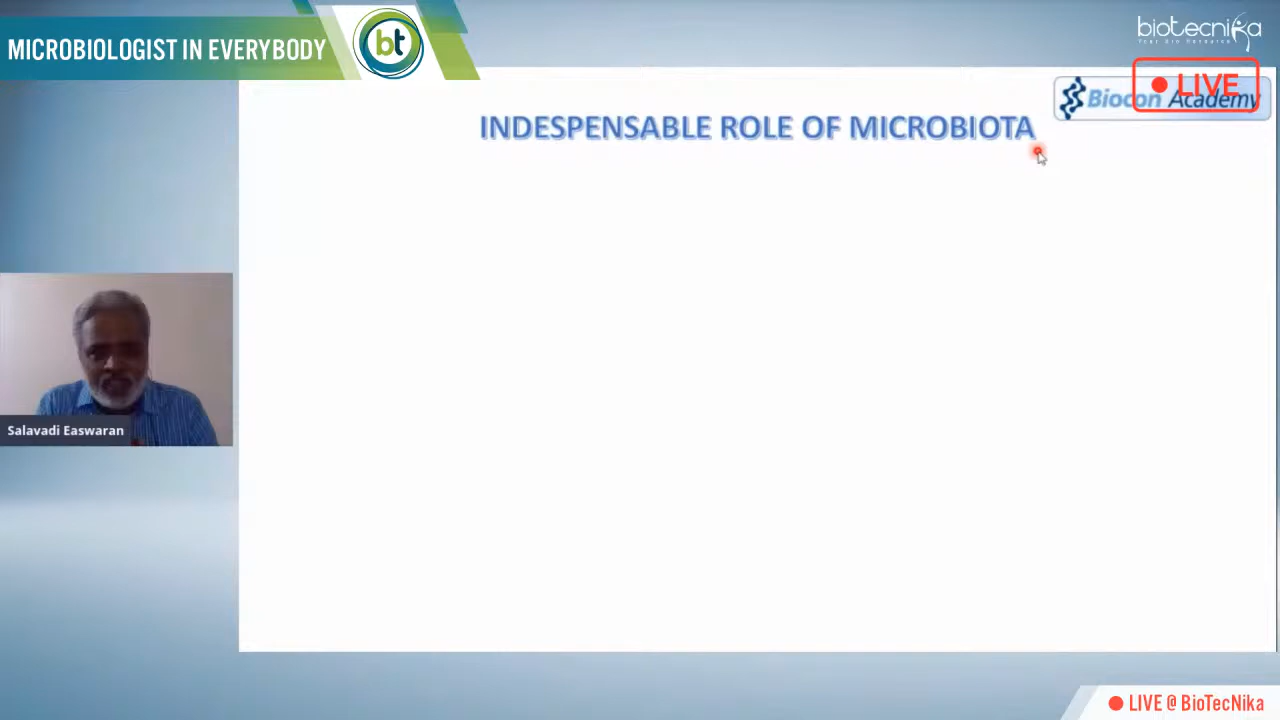 MICROBIOLOGIST IN EVERYBODY
bt
biotecnika
LIVE
Biocon Academy
INDESPENSABLE ROLE OF MICROBIOTA
Salavadi Easwaran
LIVE @ BioTecNika